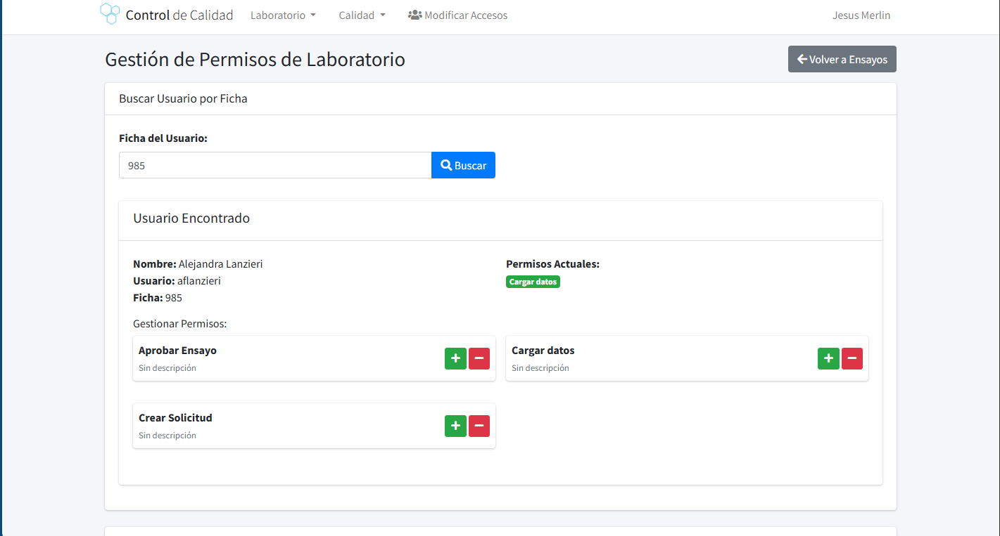 Control de Calidad Laboratorio Calidad Modificar Accesos Jesus Merlin
Gestión de Permisos de Laboratorio
Volver a Ensayos
Buscar Usuario por Ficha
Ficha del Usuario:
985
Buscar
Usuario Encontrado
Nombre: Alejandra Lanzieri
Usuario: aflanzieri
Ficha: 985
Permisos Actuales:
Cargar datos
Gestionar Permisos:
Aprobar Ensayo
Sin descripción
Cargar datos
Sin descripción
Crear Solicitud
Sin descripción